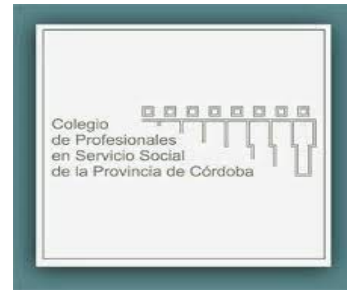 Colegio
de Profesionales
en Servicio Social
de la Provincia de Córdoba